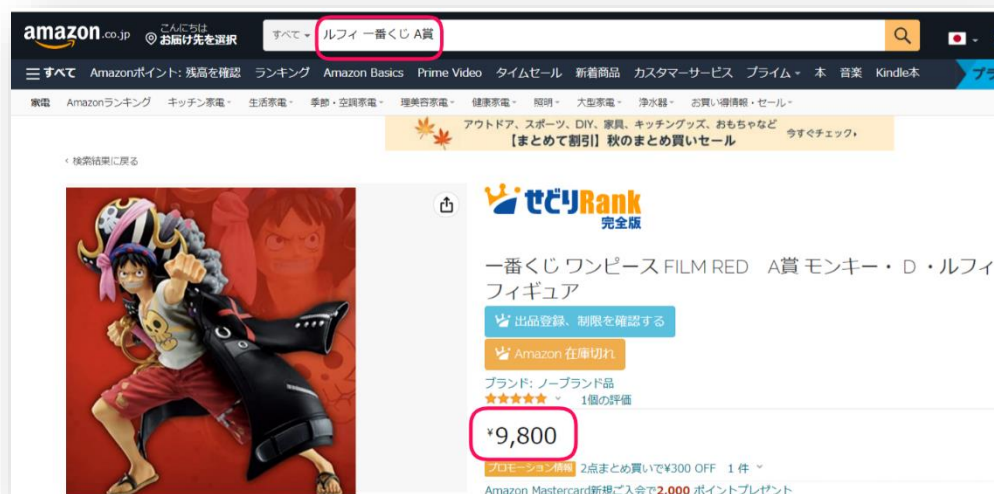 amazon.co.jp
こんにちは
お届け先を選択
すべて
ルフィ 一番くじ A賞
すべて Amazonポイント: 残高を確認 ランキング Amazon Basics Prime Video タイムセール 新着商品 カスタマーサービス プライム 本 音楽 Kindle本
家電 Amazonランキング キッチン家電 生活家電 季節・空調家電 理美容家電 健康家電 照明 大型家電 浄水器 お買い得情報・セール
アウトドア、スポーツ、DIY、家具、キッチングッズ、おもちゃなど
【まとめて割引】秋のまとめ買いセール
今すぐチェック
‹ 検索結果に戻る
せどりRank
完全版
一番くじ ワンピース FILM RED A賞 モンキー・D・ルフィ
フィギュア
出品登録、制限を確認する
Amazon 在庫切れ
ブランド: ノーブランド品
1個の評価
¥9,800
プロモーション情報 2点まとめ買いで¥300 OFF 1 件
Amazon Mastercard新規ご入会で2,000 ポイントプレゼント